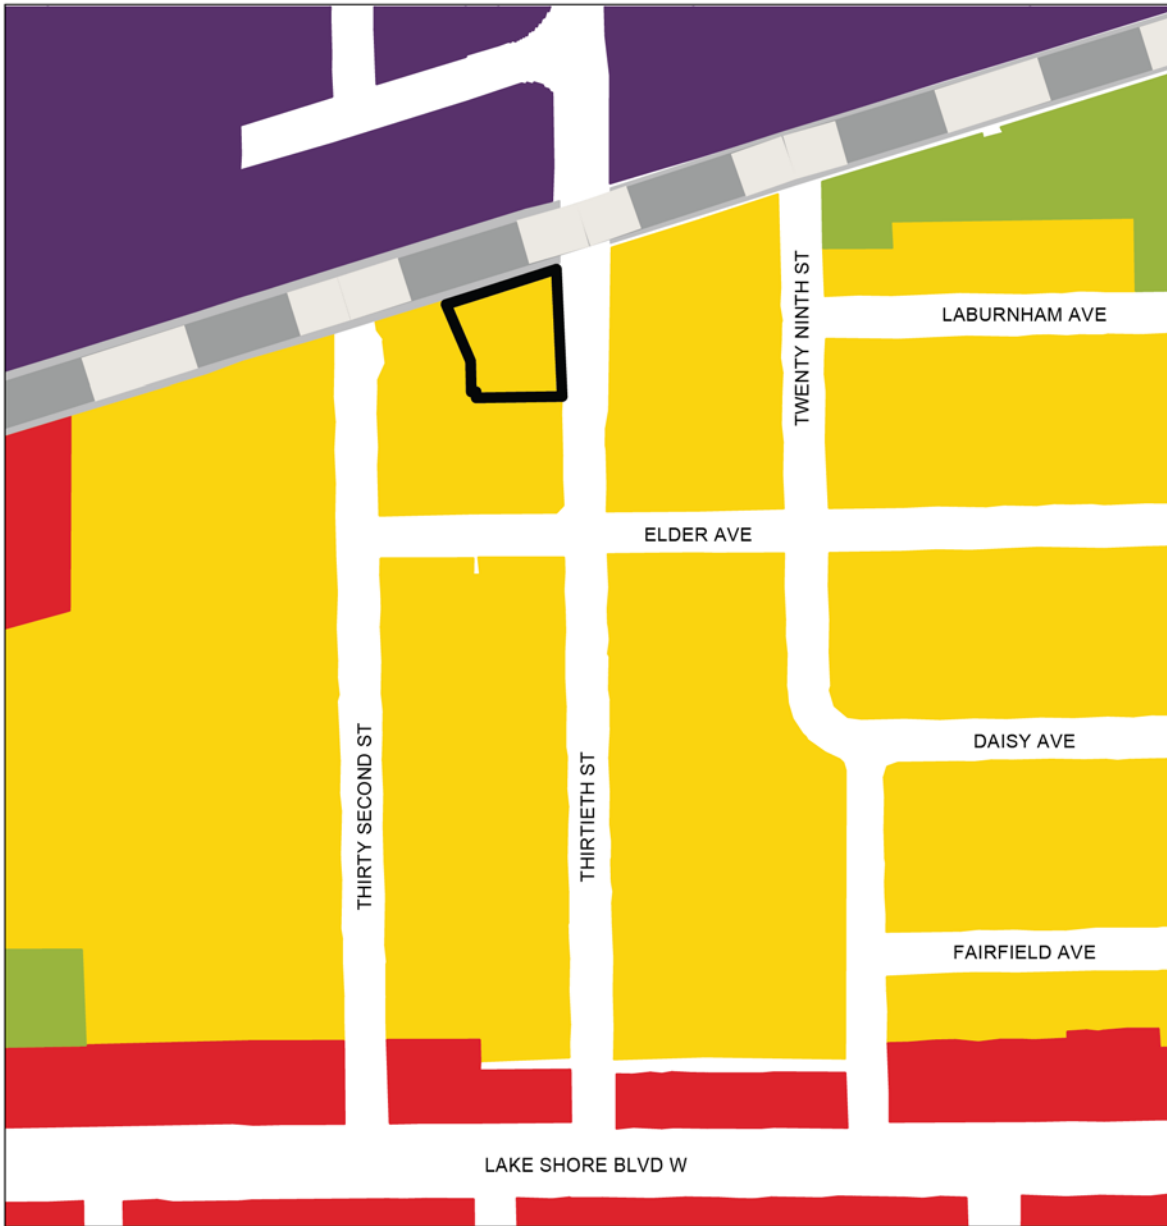 TWENTY NINTH ST
LABURNHAM AVE
ELDER AVE
THIRTY SECOND ST
THIRTIETH ST
DAISY AVE
FAIRFIELD AVE
LAKE SHORE BLVD W